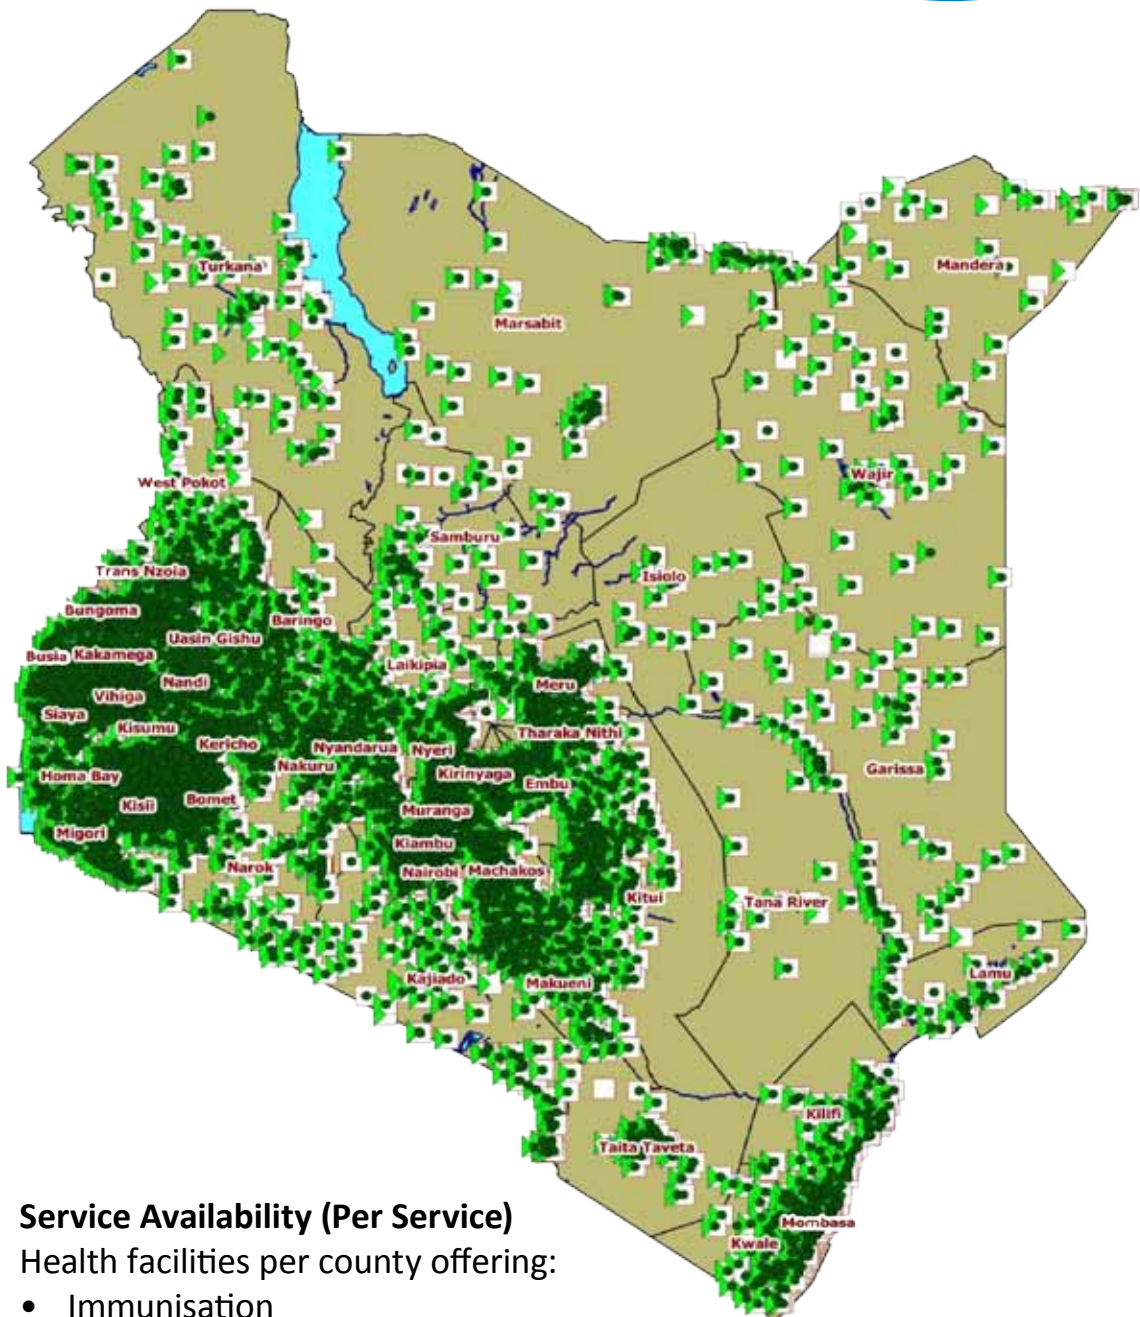 Turkana
Mandera
Marsabit
Wajir
West Pokot
Samburu
Isiolo
Trans Nzoia
Bungoma
Baringo
Uasin Gishu
Busia Kakamega
Laikipia
Nandi
Meru
Vihiga
Siaya
Kisumu
Tharaka Nithi
Kericho
Nyandarua
Nyeri
Nakuru
Garissa
Homa Bay
Kirinyaga
Embu
Kisii
Bomet
Muranga
Migori
Kiambu
Narok
Nairobi
Machakos
Kitui
Tana River
Kajiado
Makueni
Lamu
Kilifi
Taita Taveta
Mombasa
Kwale
Service Availability (Per Service)
Health facilities per county offering:
• Immunisation